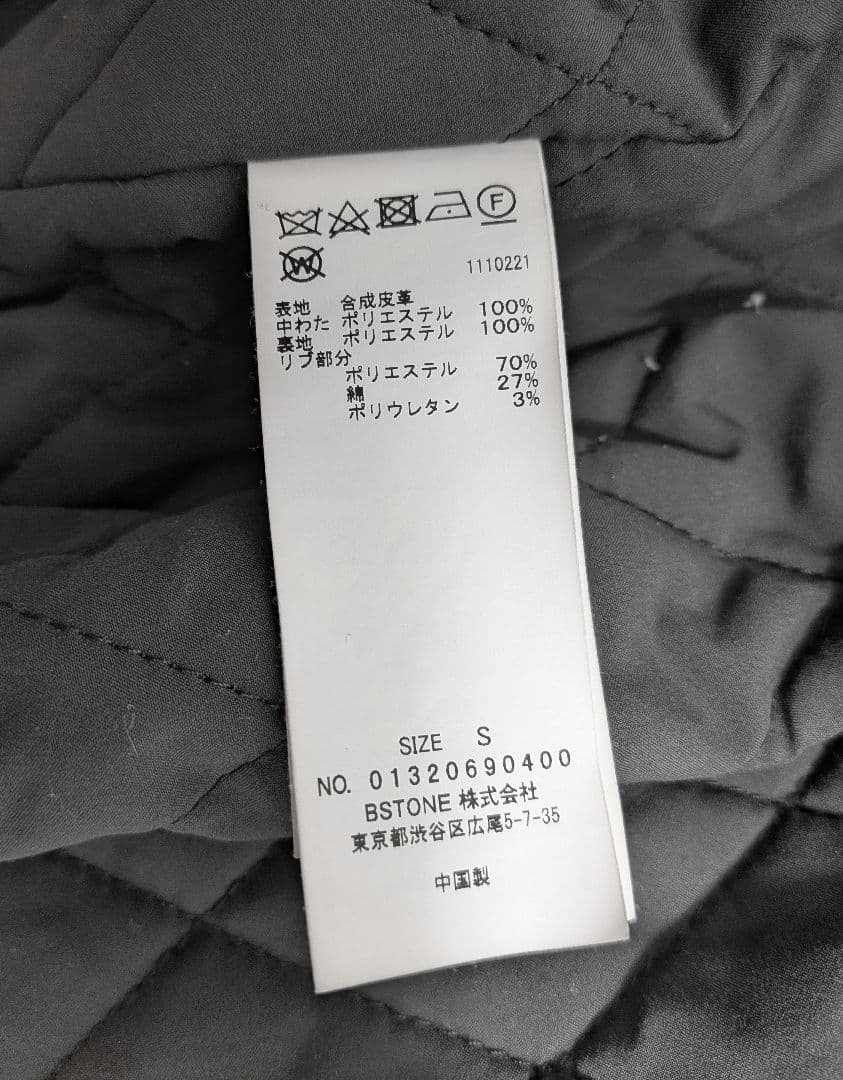 F
W
1110221
表地 合成皮革
中わた ポリエステル 100%
裏地 ポリエステル 100%
リブ部分
ポリエステル 70%
綿 27%
ポリウレタン 3%
SIZE S
NO. 01320690400
BSTONE 株式会社
東京都渋谷区広尾5-7-35
中国製